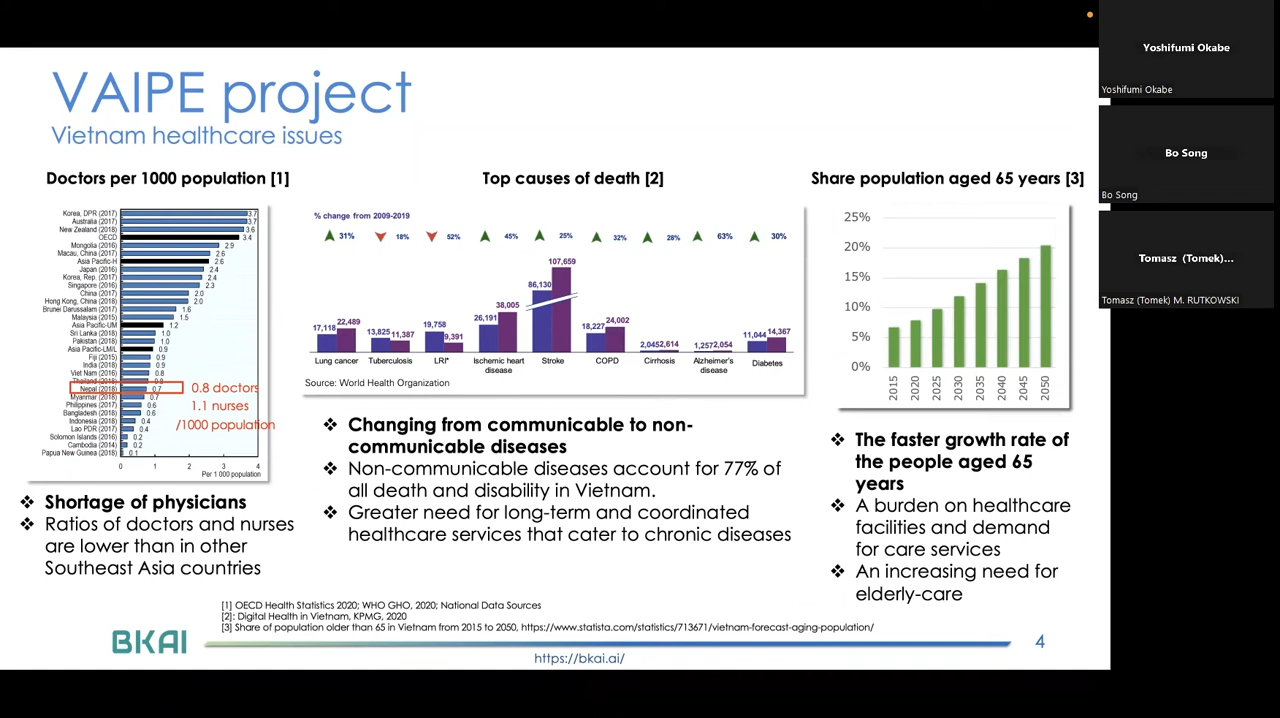 VAIPE project
Vietnam healthcare issues
Doctors per 1000 population [1]
Korea, DPR (2017) 3.7
Australia (2017) 3.7
New Zealand (2018) 3.6
OECD 3.4
Mongolia (2016) 2.9
Macau, China (2017) 2.6
Asia Pacific-H 2.6
Japan (2016) 2.4
Korea, Rep. (2017) 2.4
Singapore (2016) 2.3
China (2017) 2.0
Hong Kong, China (2018) 2.0
Brunei Darussalam (2017) 1.6
Malaysia (2015) 1.5
Asia Pacific-UM 1.2
Sri Lanka (2018) 1.0
Pakistan (2018) 1.0
Asia Pacific-LM/L 0.9
Fiji (2015) 0.9
India (2018) 0.9
Viet Nam (2016) 0.8
Thailand (2018) 0.8
Nepal (2018) 0.7
Myanmar (2018) 0.7
Philippines (2017) 0.6
Bangladesh (2018) 0.6
Indonesia (2018) 0.4
Lao PDR (2017) 0.4
Solomon Islands (2016) 0.2
Cambodia (2014) 0.2
Papua New Guinea (2018) 0.1
0 1 2 3 4
Per 1 000 population
0.8 doctors
1.1 nurses
/1000 population
❖ Shortage of physicians
❖ Ratios of doctors and nurses
are lower than in other
Southeast Asia countries
Top causes of death [2]
% change from 2009-2019
31% 18% 52% 45% 25% 32% 28% 63% 30%
17,118 22,489
13,825 11,387
19,758 9,391
26,191 38,005
86,130 107,659
18,227 24,002
2,045 2,614
1,257 2,054
11,044 14,367
Lung cancer
Tuberculosis
LRI*
Ischemic heart
disease
Stroke
COPD
Cirrhosis
Alzheimer's
disease
Diabetes
Source: World Health Organization
❖ Changing from communicable to non-
communicable diseases
❖ Non-communicable diseases account for 77% of
all death and disability in Vietnam.
❖ Greater need for long-term and coordinated
healthcare services that cater to chronic diseases
Share population aged 65 years [3]
25%
20%
15%
10%
5%
0%
2015 2020 2025 2030 2035 2040 2045 2050
❖ The faster growth rate of
the people aged 65
years
❖ A burden on healthcare
facilities and demand
for care services
❖ An increasing need for
elderly-care
[1] OECD Health Statistics 2020; WHO GHO, 2020; National Data Sources
[2]: Digital Health in Vietnam, KPMG, 2020
[3] Share of population older than 65 in Vietnam from 2015 to 2050, https://www.statista.com/statistics/713671/vietnam-forecast-aging-population/
BKAI
4
https://bkai.ai/
Yoshifumi Okabe
Yoshifumi Okabe
Bo Song
Bo Song
Tomasz (Tomek)...
Tomasz (Tomek) M. RUTKOWSKI